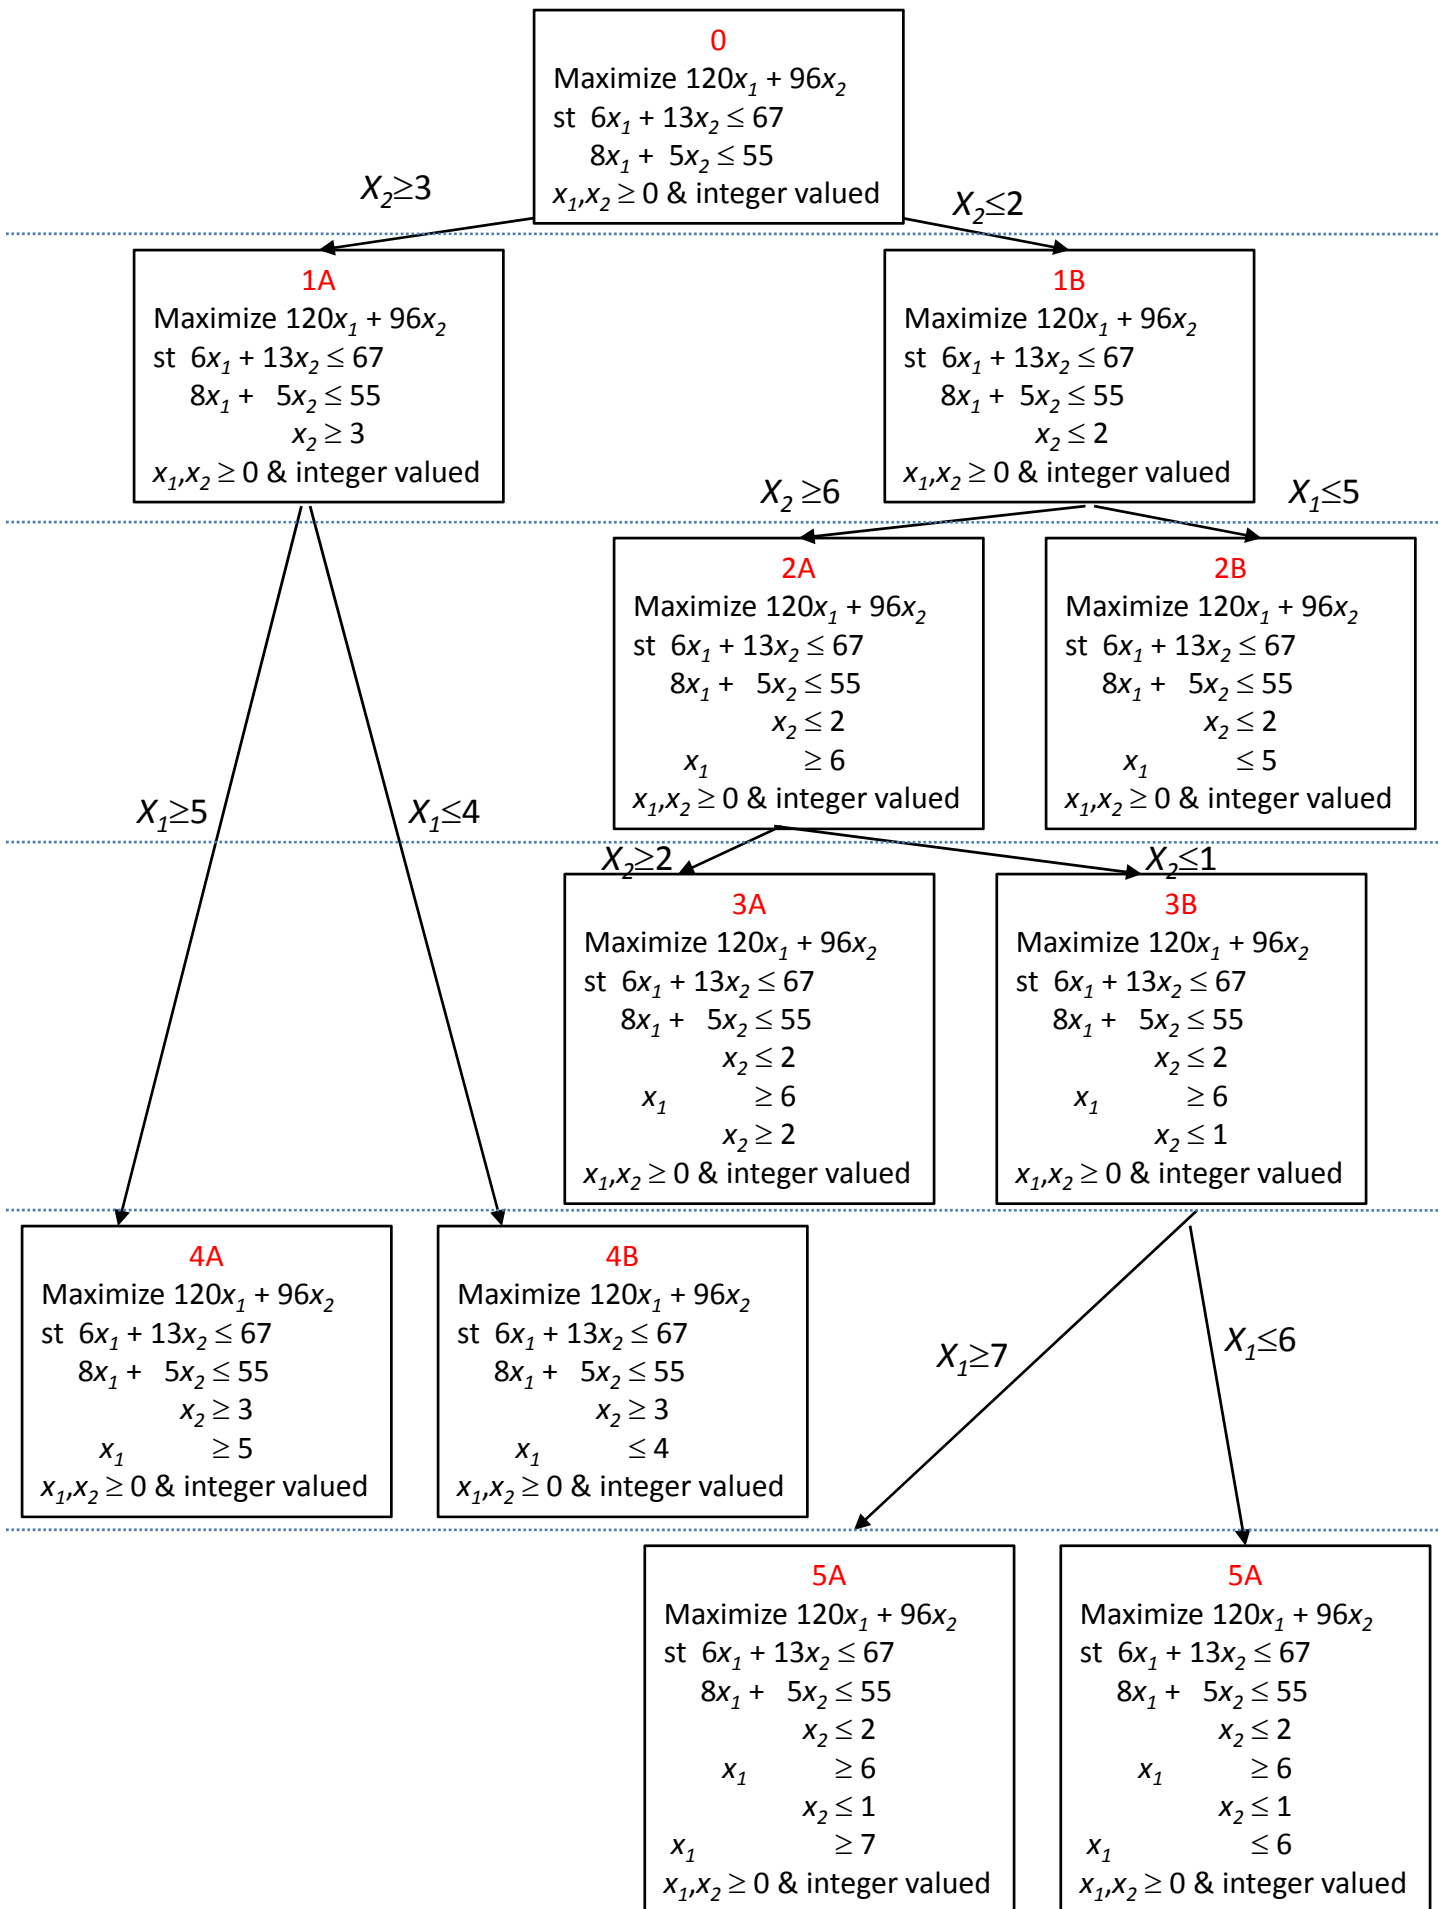 0
Maximize 120x₁ + 96x₂
st 6x₁ + 13x₂ ≤ 67
8x₁ + 5x₂ ≤ 55
x₁,x₂ ≥ 0 & integer valued
X₂≥3
X₂≤2
1A
Maximize 120x₁ + 96x₂
st 6x₁ + 13x₂ ≤ 67
8x₁ + 5x₂ ≤ 55
x₂ ≥ 3
x₁,x₂ ≥ 0 & integer valued
1B
Maximize 120x₁ + 96x₂
st 6x₁ + 13x₂ ≤ 67
8x₁ + 5x₂ ≤ 55
x₂ ≤ 2
x₁,x₂ ≥ 0 & integer valued
X₂ ≥6
X₁≤5
2A
Maximize 120x₁ + 96x₂
st 6x₁ + 13x₂ ≤ 67
8x₁ + 5x₂ ≤ 55
x₂ ≤ 2
x₁ ≥ 6
x₁,x₂ ≥ 0 & integer valued
2B
Maximize 120x₁ + 96x₂
st 6x₁ + 13x₂ ≤ 67
8x₁ + 5x₂ ≤ 55
x₂ ≤ 2
x₁ ≤ 5
x₁,x₂ ≥ 0 & integer valued
X₁≥5
X₁≤4
X₂≥2
X₂≤1
3A
Maximize 120x₁ + 96x₂
st 6x₁ + 13x₂ ≤ 67
8x₁ + 5x₂ ≤ 55
x₂ ≤ 2
x₁ ≥ 6
x₂ ≥ 2
x₁,x₂ ≥ 0 & integer valued
3B
Maximize 120x₁ + 96x₂
st 6x₁ + 13x₂ ≤ 67
8x₁ + 5x₂ ≤ 55
x₂ ≤ 2
x₁ ≥ 6
x₂ ≤ 1
x₁,x₂ ≥ 0 & integer valued
4A
Maximize 120x₁ + 96x₂
st 6x₁ + 13x₂ ≤ 67
8x₁ + 5x₂ ≤ 55
x₂ ≥ 3
x₁ ≥ 5
x₁,x₂ ≥ 0 & integer valued
4B
Maximize 120x₁ + 96x₂
st 6x₁ + 13x₂ ≤ 67
8x₁ + 5x₂ ≤ 55
x₂ ≥ 3
x₁ ≤ 4
x₁,x₂ ≥ 0 & integer valued
X₁≥7
X₁≤6
5A
Maximize 120x₁ + 96x₂
st 6x₁ + 13x₂ ≤ 67
8x₁ + 5x₂ ≤ 55
x₂ ≤ 2
x₁ ≥ 6
x₂ ≤ 1
x₁ ≥ 7
x₁,x₂ ≥ 0 & integer valued
5A
Maximize 120x₁ + 96x₂
st 6x₁ + 13x₂ ≤ 67
8x₁ + 5x₂ ≤ 55
x₂ ≤ 2
x₁ ≥ 6
x₂ ≤ 1
x₁ ≤ 6
x₁,x₂ ≥ 0 & integer valued